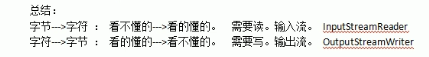 总结：
字节--->字符 ： 看不懂的--->看的懂的。 需要读。输入流。 InputStreamReader
字符--->字节 ： 看的懂的--->看不懂的。 需要写。输出流。 OutputStreamWriter